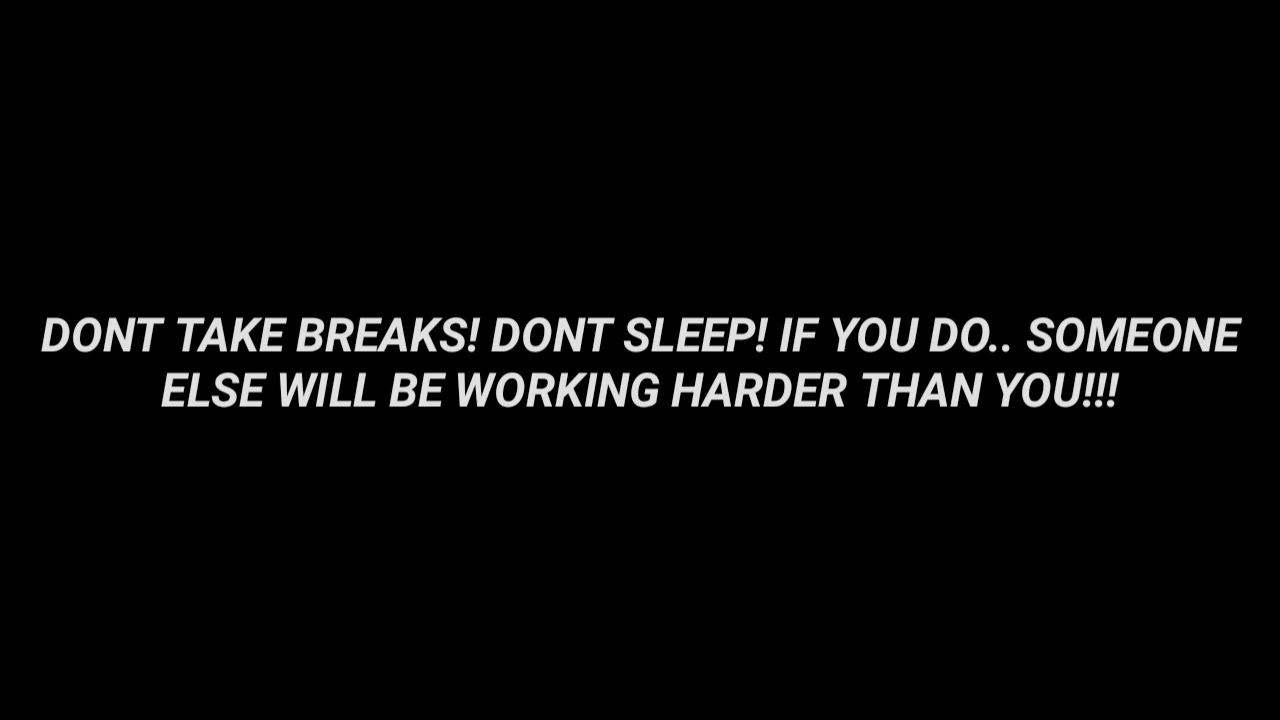 DONT TAKE BREAKS! DONT SLEEP! IF YOU DO.. SOMEONE
ELSE WILL BE WORKING HARDER THAN YOU!!!